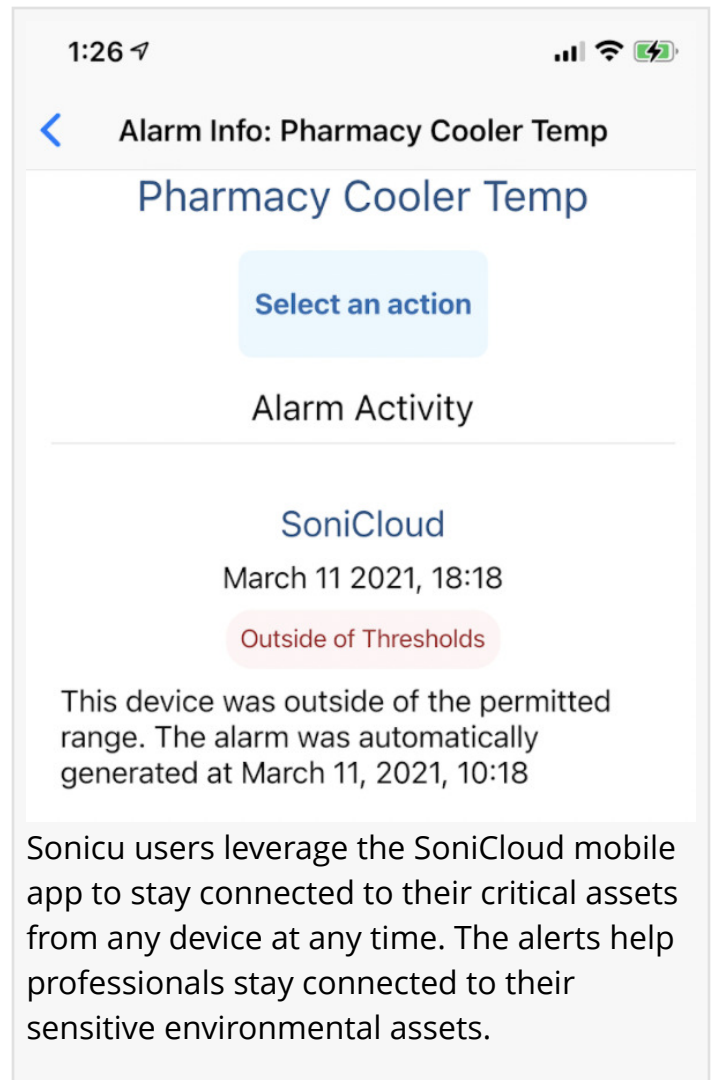 1:26
Alarm Info: Pharmacy Cooler Temp
Pharmacy Cooler Temp
Select an action
Alarm Activity
SoniCloud
March 11 2021, 18:18
Outside of Thresholds
This device was outside of the permitted
range. The alarm was automatically
generated at March 11, 2021, 10:18
Sonicu users leverage the SoniCloud mobile
app to stay connected to their critical assets
from any device at any time. The alerts help
professionals stay connected to their
sensitive environmental assets.